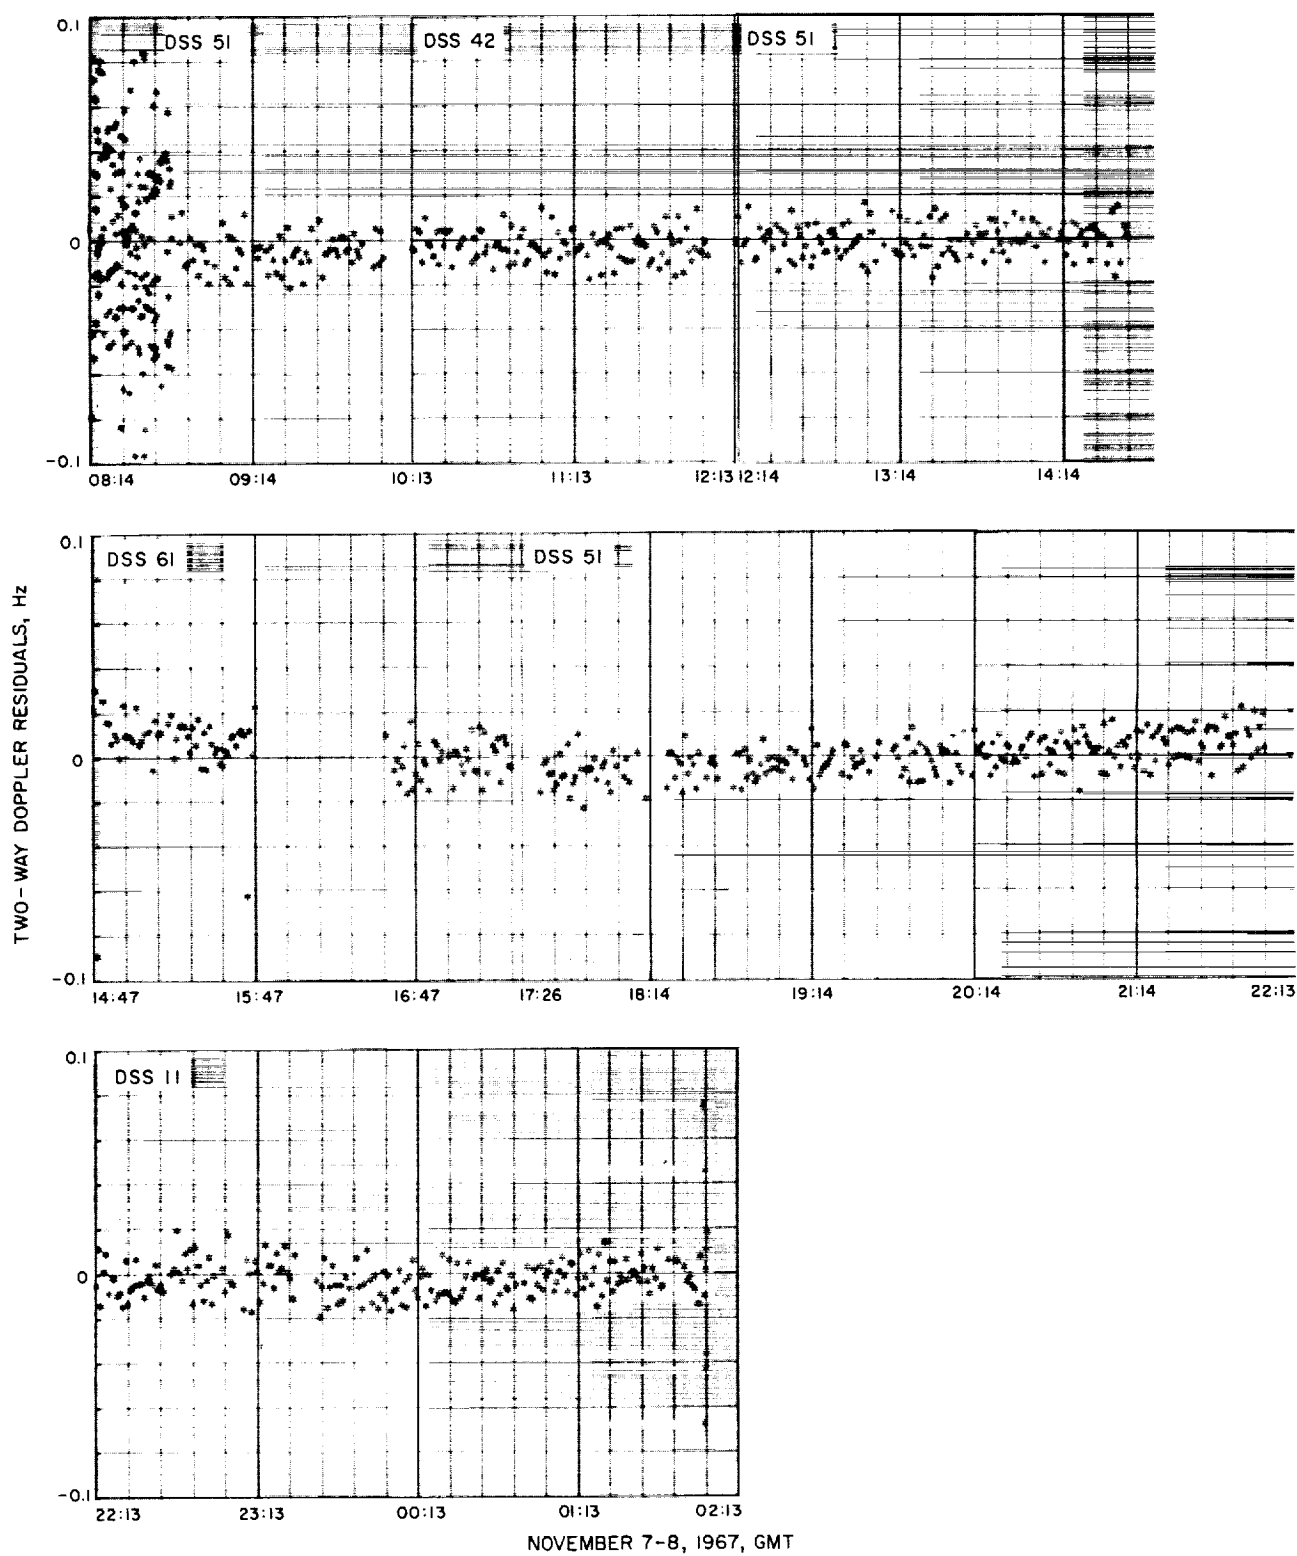 0.1
DSS 51
DSS 42
DSS 51
0
-0.1
08:14 09:14 10:13 11:13 12:13 12:14 13:14 14:14
TWO-WAY DOPPLER RESIDUALS, Hz
0.1
DSS 61
DSS 51
0
-0.1
14:47 15:47 16:47 17:26 18:14 19:14 20:14 21:14 22:13
0.1
DSS 11
0
-0.1
22:13 23:13 00:13 01:13 02:13
NOVEMBER 7-8, 1967, GMT